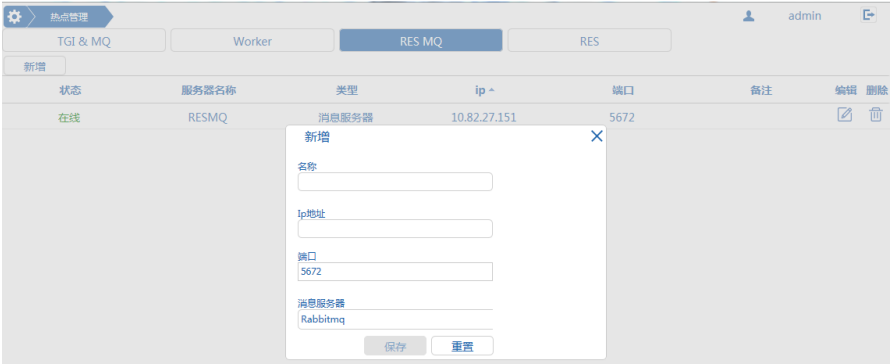 热点管理 admin
TGI & MQ Worker RES MQ RES
新增
状态 服务器名称 类型 ip 端口 备注 编辑 删除
在线 RESMQ 消息服务器 10.82.27.151 5672
新增
名称
Ip地址
端口
5672
消息服务器
Rabbitmq
保存 重置